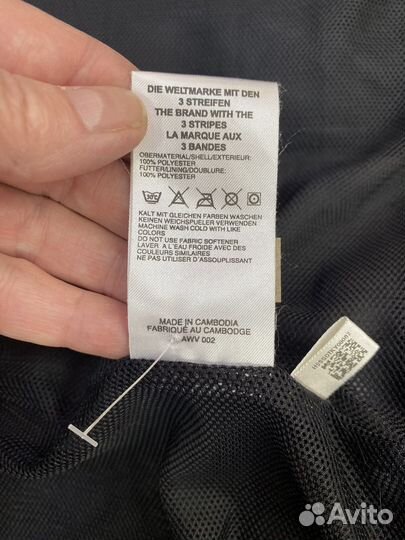 DIE WELTMARKE MIT DEN
3 STREIFEN
THE BRAND WITH THE
3 STRIPES
LA MARQUE AUX
3 BANDES
OBERMATERIAL/SHELL/EXTERIEUR:
100% POLYESTER
FUTTER/LINING/DOUBLURE:
100% POLYESTER
30°C
KALT MIT GLEICHEN FARBEN WASCHEN
KEINEN WEICHSPÜLER VERWENDEN
MACHINE WASH COLD WITH LIKE
COLORS
DO NOT USE FABRIC SOFTENER
LAVER A L'EAU FROIDE AVEC DES
COULEURS SIMILAIRES
NE PAS UTILISER D'ASSOUPLISSANT
MADE IN CAMBODIA
FABRIQUÉ AU CAMBODGE
AWV 002
Avito